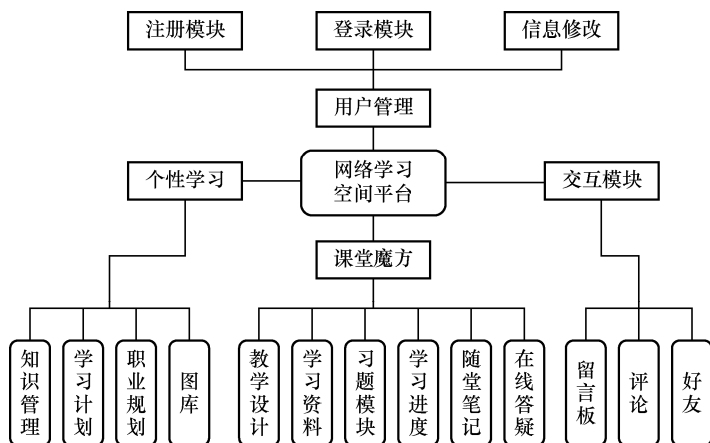 注册模块
登录模块
信息修改
用户管理
个性学习
网络学习
空间平台
交互模块
课堂魔方
知识管理
学习计划
职业规划
图库
教学设计
学习资料
习题模块
学习进度
随堂笔记
在线答疑
留言板
评论
好友